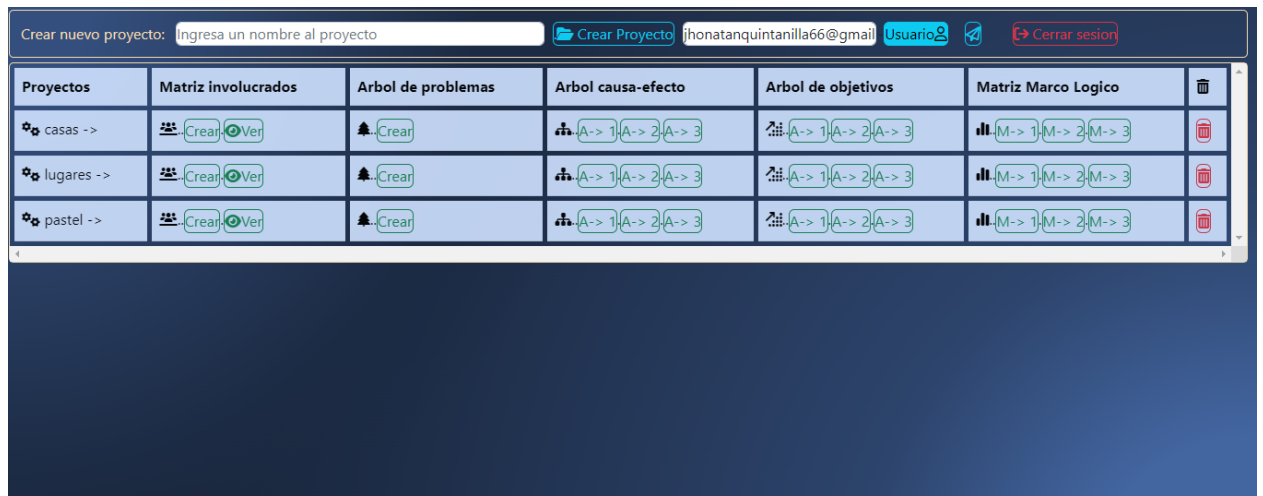 Crear nuevo proyecto: Ingresa un nombre al proyecto Crear Proyecto jhonatanquintanilla66@gmail Usuario Cerrar sesion
Proyectos Matriz involucrados Arbol de problemas Arbol causa-efecto Arbol de objetivos Matriz Marco Logico
casas -> ..Crear.Ver ..Crear ..A-> 1.A-> 2.A-> 3 ..A-> 1.A-> 2.A-> 3 ..M-> 1.M-> 2.M-> 3
lugares -> ..Crear.Ver ..Crear ..A-> 1.A-> 2.A-> 3 ..A-> 1.A-> 2.A-> 3 ..M-> 1.M-> 2.M-> 3
pastel -> ..Crear.Ver ..Crear ..A-> 1.A-> 2.A-> 3 ..A-> 1.A-> 2.A-> 3 ..M-> 1.M-> 2.M-> 3